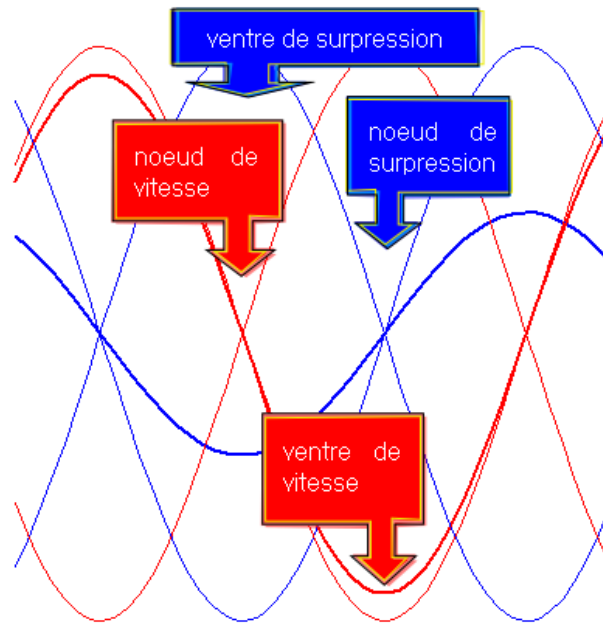 ventre de surpression
noeud de
vitesse
noeud de
surpression
ventre de
vitesse